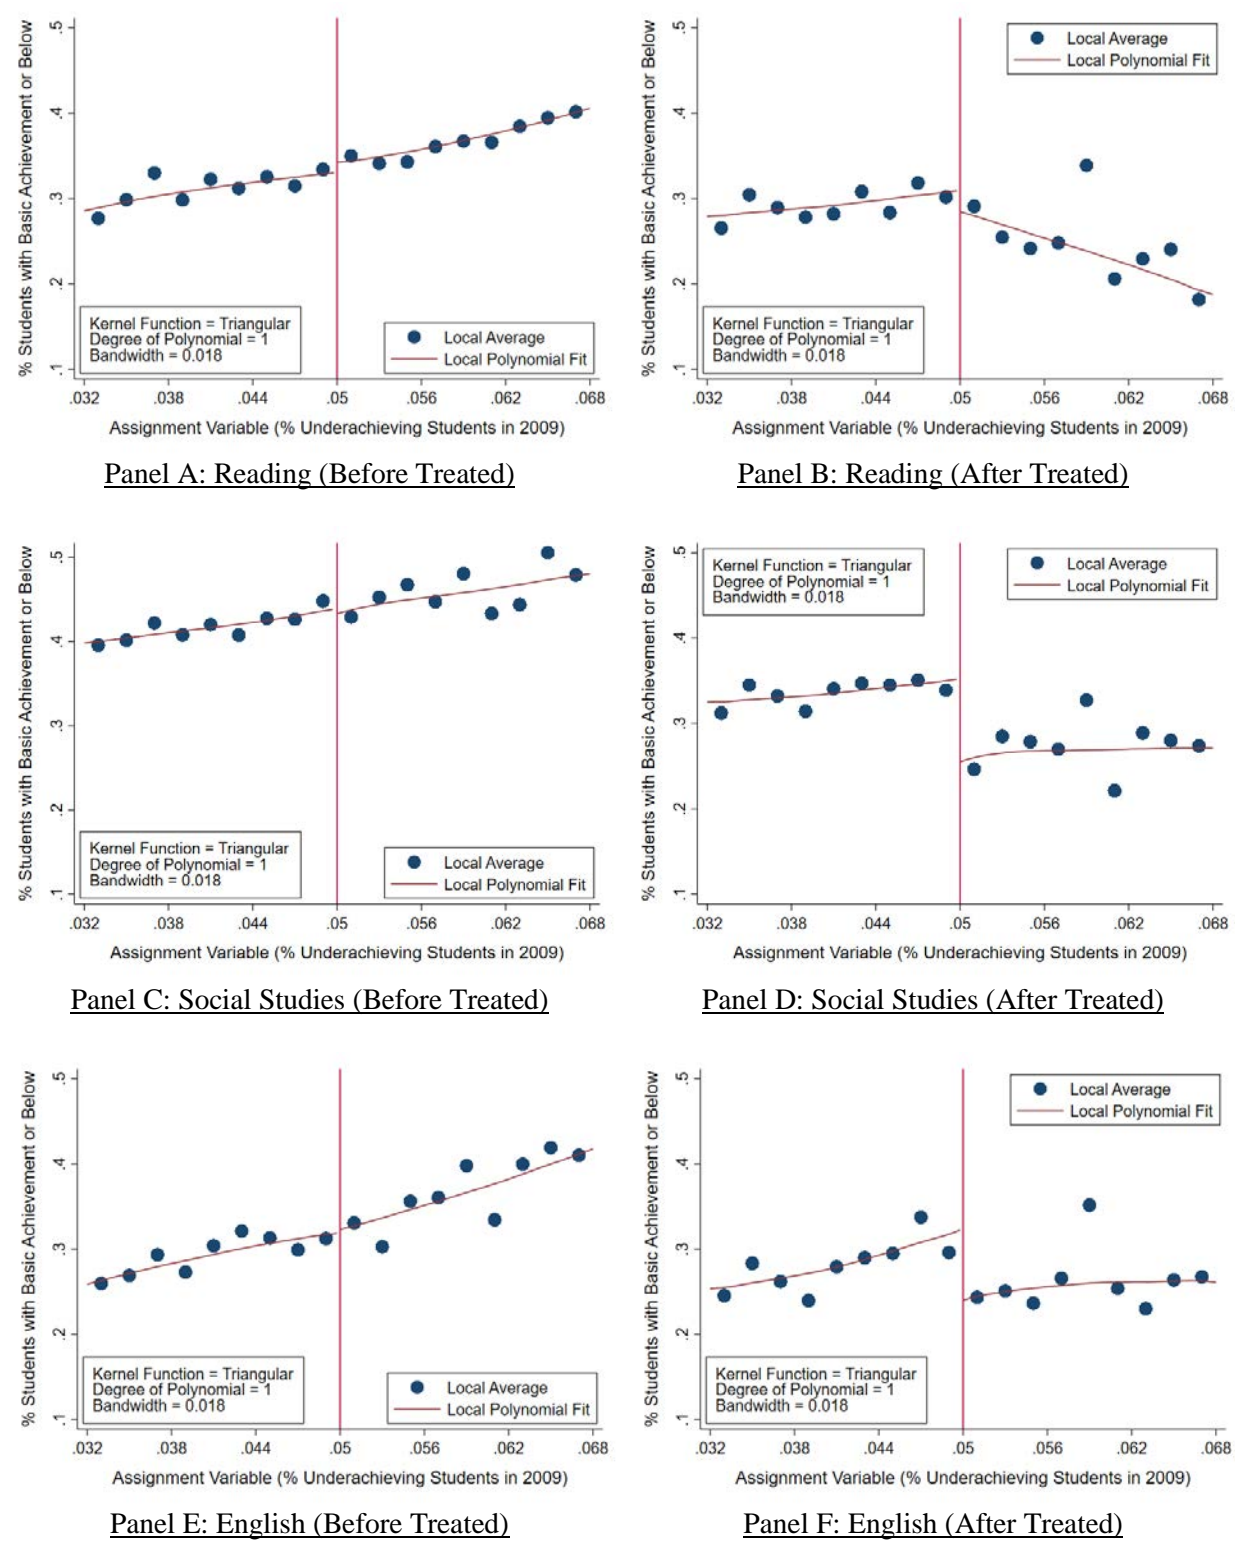 % Students with Basic Achievement or Below
.5
.4
.3
.2
.1
Kernel Function = Triangular
Degree of Polynomial = 1
Bandwidth = 0.018
Local Average
Local Polynomial Fit
.032 .038 .044 .05 .056 .062 .068
Assignment Variable (% Underachieving Students in 2009)
Panel A: Reading (Before Treated)
% Students with Basic Achievement or Below
.5
.4
.3
.2
.1
Local Average
Local Polynomial Fit
Kernel Function = Triangular
Degree of Polynomial = 1
Bandwidth = 0.018
.032 .038 .044 .05 .056 .062 .068
Assignment Variable (% Underachieving Students in 2009)
Panel B: Reading (After Treated)
% Students with Basic Achievement or Below
.5
.4
.3
.2
.1
Kernel Function = Triangular
Degree of Polynomial = 1
Bandwidth = 0.018
Local Average
Local Polynomial Fit
.032 .038 .044 .05 .056 .062 .068
Assignment Variable (% Underachieving Students in 2009)
Panel C: Social Studies (Before Treated)
% Students with Basic Achievement or Below
.5
.4
.3
.2
.1
Kernel Function = Triangular
Degree of Polynomial = 1
Bandwidth = 0.018
Local Average
Local Polynomial Fit
.032 .038 .044 .05 .056 .062 .068
Assignment Variable (% Underachieving Students in 2009)
Panel D: Social Studies (After Treated)
% Students with Basic Achievement or Below
.5
.4
.3
.2
.1
Kernel Function = Triangular
Degree of Polynomial = 1
Bandwidth = 0.018
Local Average
Local Polynomial Fit
.032 .038 .044 .05 .056 .062 .068
Assignment Variable (% Underachieving Students in 2009)
Panel E: English (Before Treated)
% Students with Basic Achievement or Below
.5
.4
.3
.2
.1
Local Average
Local Polynomial Fit
Kernel Function = Triangular
Degree of Polynomial = 1
Bandwidth = 0.018
.032 .038 .044 .05 .056 .062 .068
Assignment Variable (% Underachieving Students in 2009)
Panel F: English (After Treated)